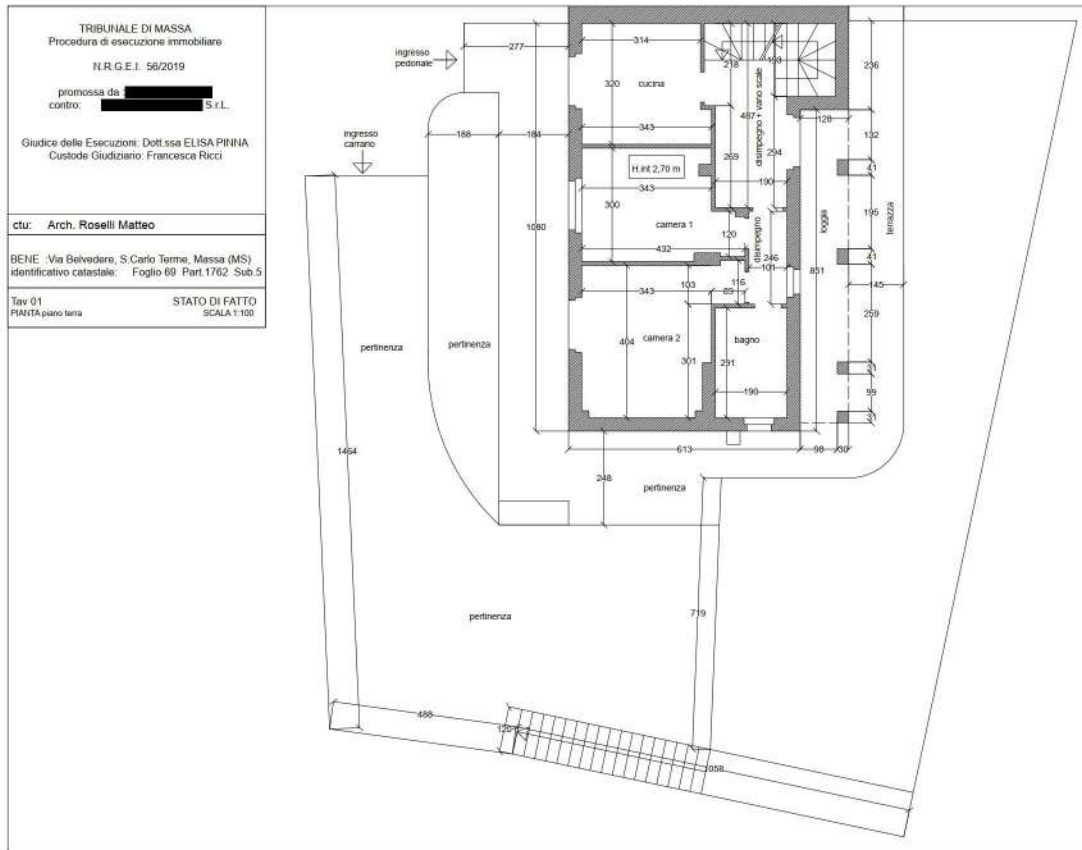 TRIBUNALE DI MASSA
Procedura di esecuzione immobiliare
N.R.G.E.I. 56/2019
promossa da :
contro: S.r.L.
Giudice delle Esecuzioni: Dott.ssa ELISA PINNA
Custode Giudiziario: Francesca Ricci
ctu: Arch. Roselli Matteo
BENE :Via Belvedere, S.Carlo Terme, Massa (MS)
identificativo catastale: Foglio 69 Part.1762 Sub.5
Tav 01 STATO DI FATTO
PIANTA piano terra SCALA 1:100
ingresso
pedonale
277
314
218
193
236
320
cucina
487
disimpegno + vano scale
128
132
188
184
343
ingresso
carraio
269
294
41
H.int 2,70 m
343
190
195
300
1080
camera 1
120
disimpegno
loggia
terrazza
432
246
101
851
41
343
103
116
85
145
259
pertinenza
pertinenza
404
camera 2
301
291
bagno
31
190
99
31
1464
613
98
30
248
pertinenza
pertinenza
719
488
120
1058